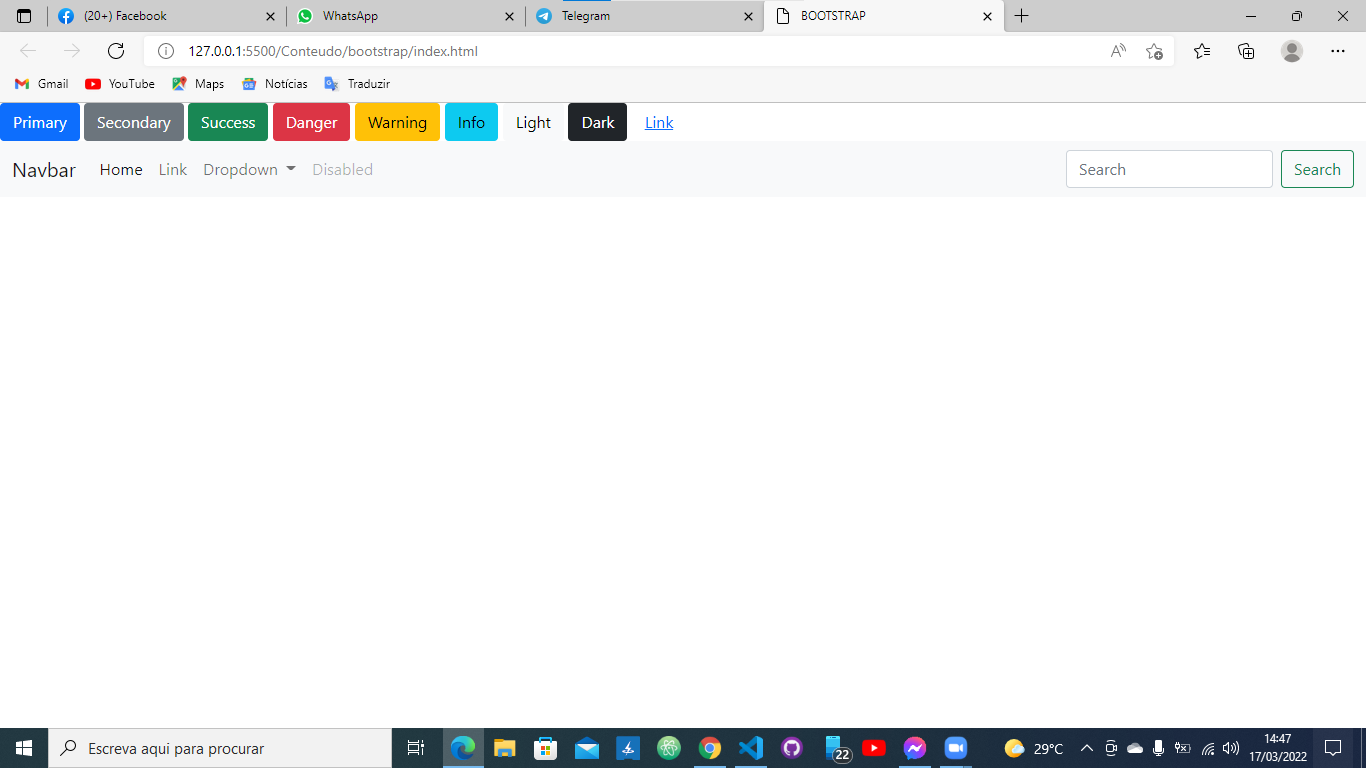 (20+) Facebook WhatsApp Telegram BOOTSTRAP
127.0.0.1:5500/Conteudo/bootstrap/index.html
Gmail YouTube Maps Notícias Traduzir
Primary Secondary Success Danger Warning Info Light Dark Link
Navbar Home Link Dropdown Disabled Search Search
Escreva aqui para procurar 22 29°C 14:47
17/03/2022